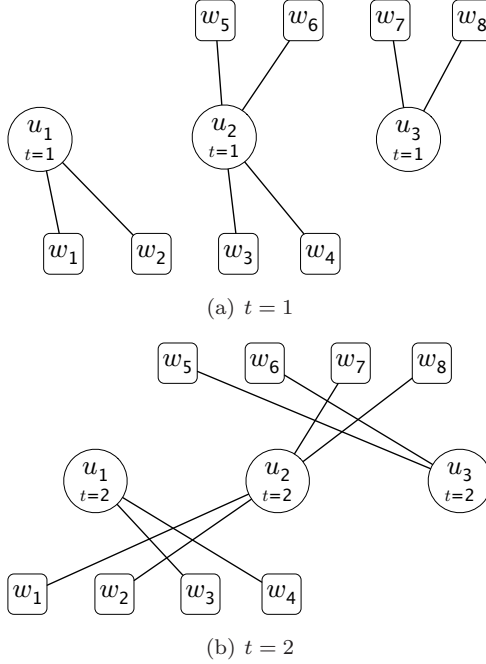 w5 w6 w7 w8
u1 u2 u3
t=1 t=1 t=1
w1 w2 w3 w4
(a) t = 1
w5 w6 w7 w8
u1 u2 u3
t=2 t=2 t=2
w1 w2 w3 w4
(b) t = 2